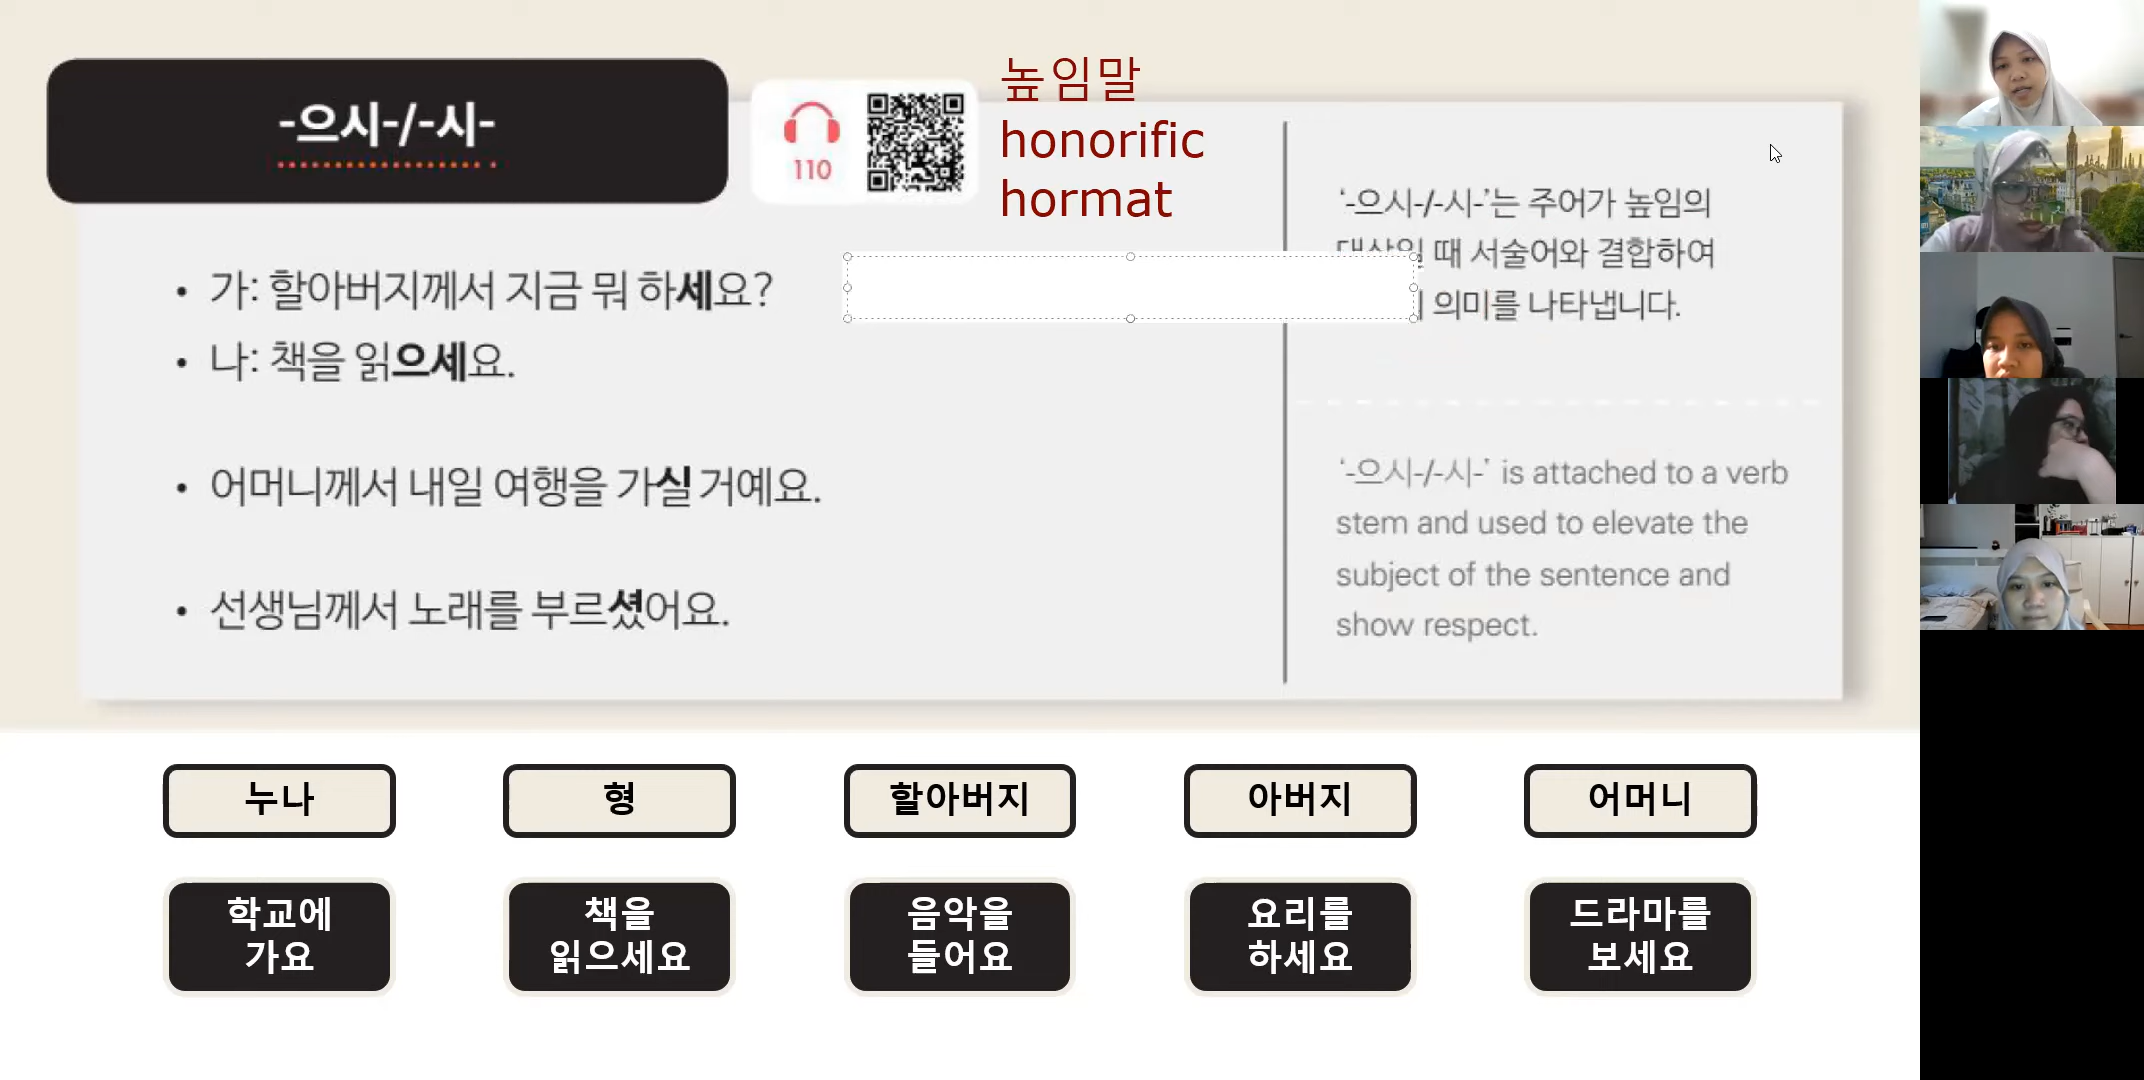 -으시-/-시-
110
높임말
honorific
hormat
• 가: 할아버지께서 지금 뭐 하세요?
• 나: 책을 읽으세요.
• 어머니께서 내일 여행을 가실 거예요.
• 선생님께서 노래를 부르셨어요.
‘-으시-/-시-’는 주어가 높임의
때 서술어와 결합하여
의미를 나타냅니다.
‘-으시-/-시-’ is attached to a verb
stem and used to elevate the
subject of the sentence and
show respect.
누나
형
할아버지
아버지
어머니
학교에
가요
책을
읽으세요
음악을
들어요
요리를
하세요
드라마를
보세요